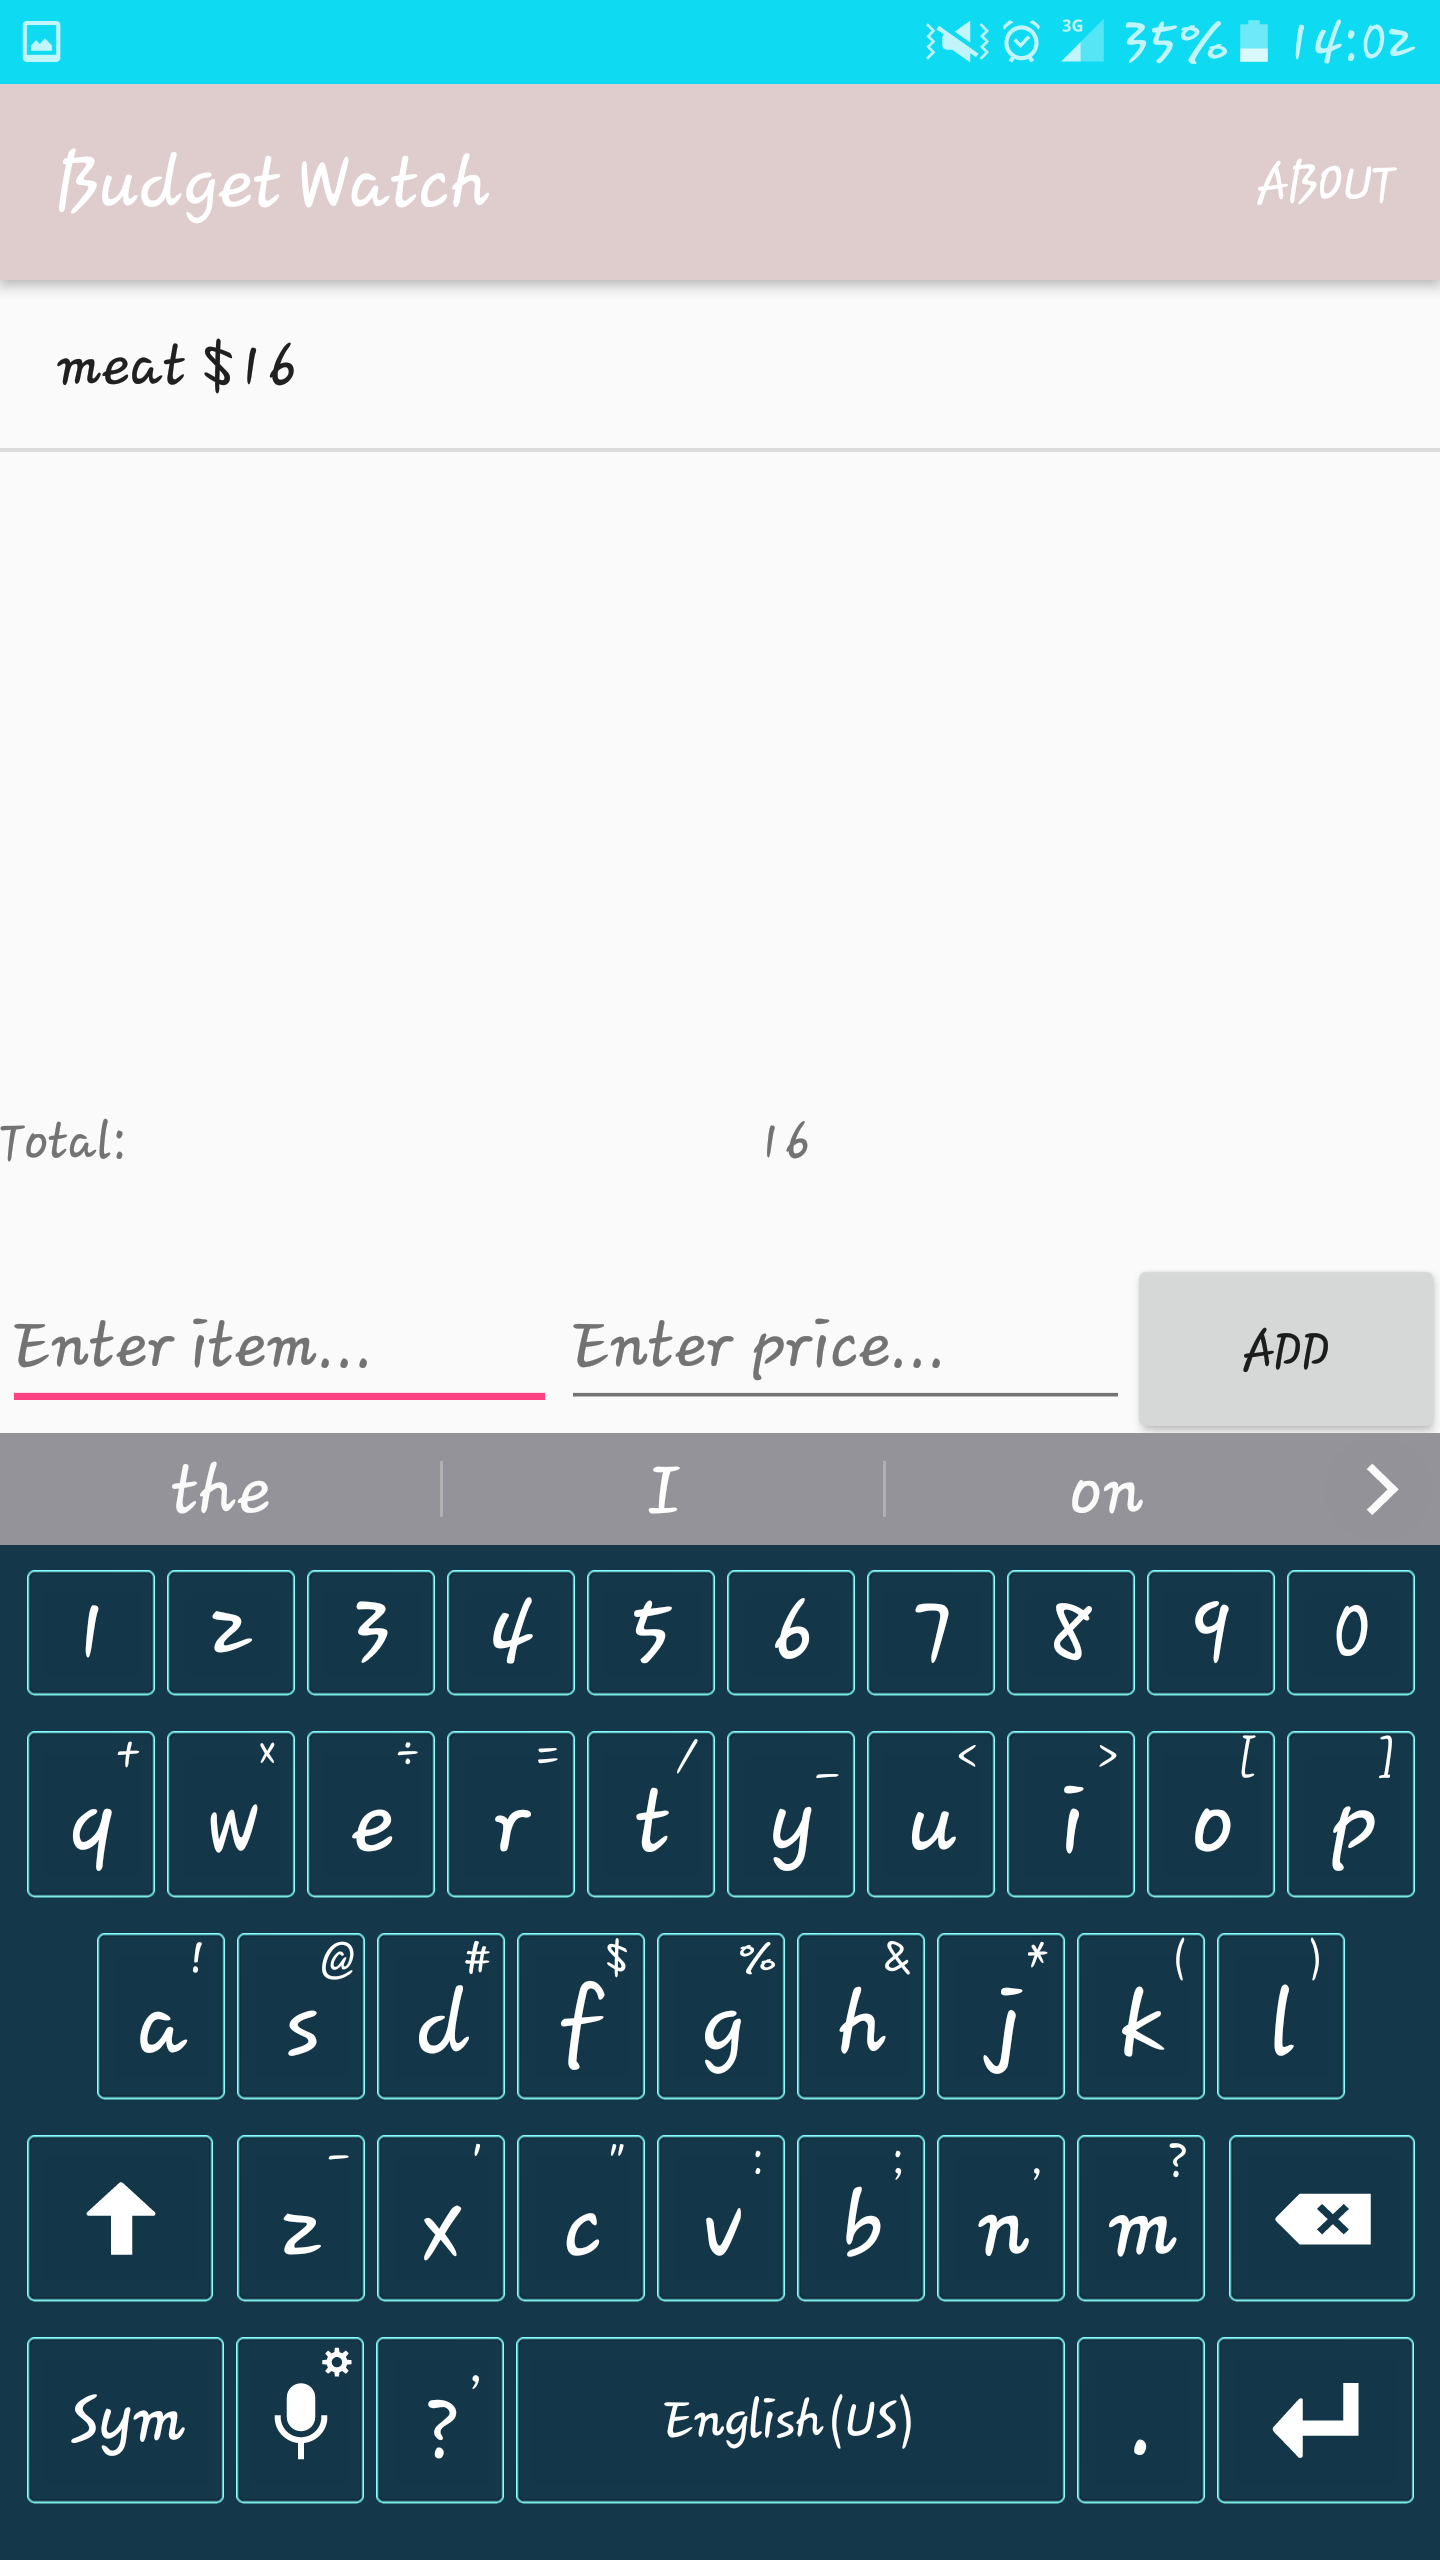 3G 35% 14:02
Budget Watch ABOUT
meat $16
Total: 16
Enter item... Enter price... ADD
the I on
1 2 3 4 5 6 7 8 9 0
+ × ÷ = / _ < > [ ]
q w e r t y u i o p
! @ # $ % & * ( )
a s d f g h j k l
- ' " : ; , ?
z x c v b n m
Sym ? , English(US) .